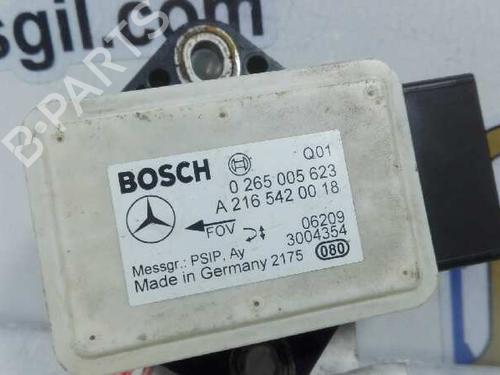 sgil.com
B-PARTS
BOSCH
Q01
0 265 005 623
A 216 542 00 18
FOV
06209
3004354
Messgr.: PSIP, Ay
Made in Germany 2175 080